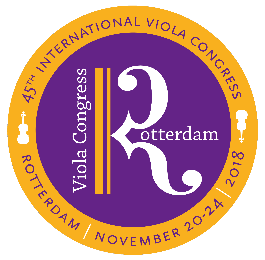 45TH INTERNATIONAL VIOLA CONGRESS
Viola Congress
Rotterdam
ROTTERDAM / NOVEMBER 20-24 / 2018